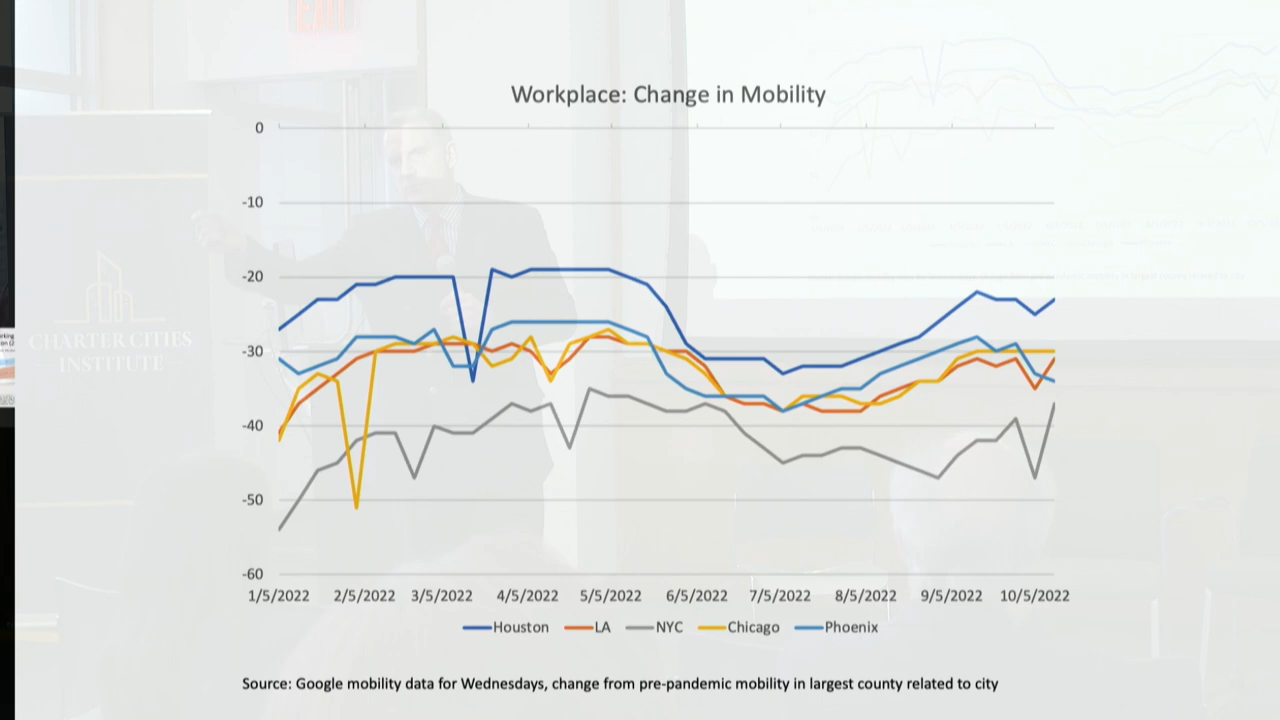 Workplace: Change in Mobility
0
-10
-20
-30
-40
-50
-60
1/5/2022 2/5/2022 3/5/2022 4/5/2022 5/5/2022 6/5/2022 7/5/2022 8/5/2022 9/5/2022 10/5/2022
Houston LA NYC Chicago Phoenix
Source: Google mobility data for Wednesdays, change from pre-pandemic mobility in largest county related to city
EXIT
CHARTER CITIES
INSTITUTE